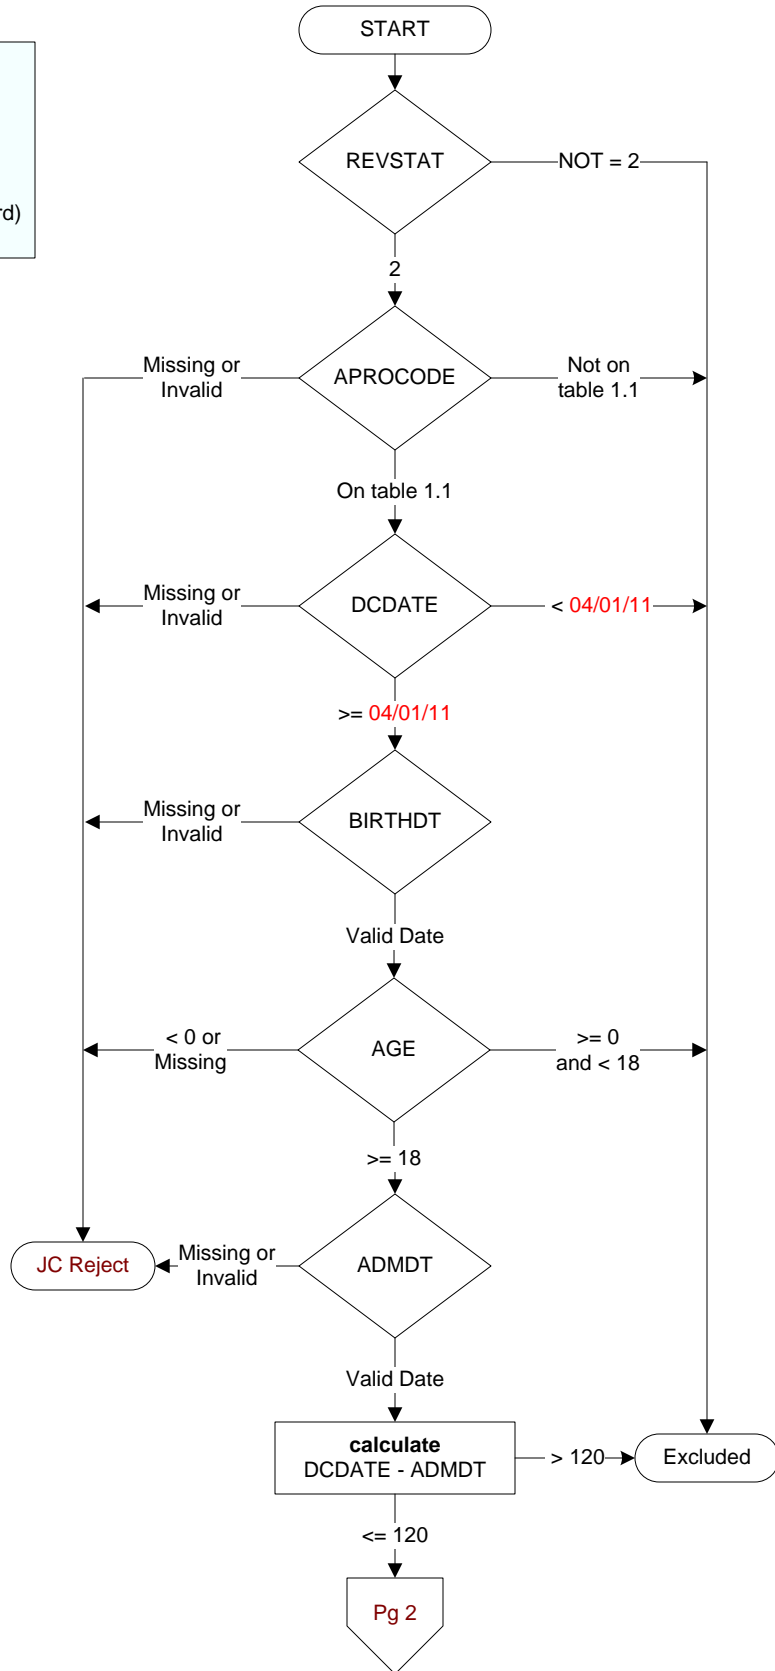 START
REVSTAT
NOT = 2
rd)
2
Missing or
Invalid
APROCODE
Not on
table 1.1
On table 1.1
Missing or
Invalid
DCDATE
< 04/01/11
>= 04/01/11
Missing or
Invalid
BIRTHDT
Valid Date
< 0 or
Missing
AGE
>= 0
and < 18
>= 18
JC Reject
Missing or
Invalid
ADMDT
Valid Date
calculate
DCDATE - ADMDT
> 120
Excluded
<= 120
Pg 2